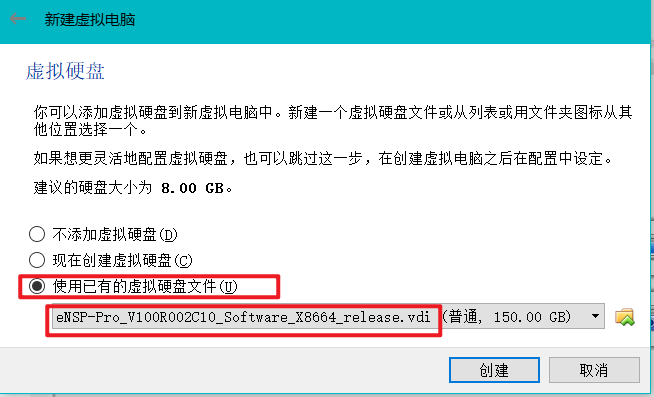 新建虚拟电脑
虚拟硬盘
你可以添加虚拟硬盘到新虚拟电脑中。新建一个虚拟硬盘文件或从列表或用文件夹图标从其
他位置选择一个。
如果想更灵活地配置虚拟硬盘，也可以跳过这一步，在创建虚拟电脑之后在配置中设定。
建议的硬盘大小为 8.00 GB。
不添加虚拟硬盘(D)
现在创建虚拟硬盘(C)
使用已有的虚拟硬盘文件(U)
eNSP-Pro_V100R002C10_Software_X8664_release.vdi (普通, 150.00 GB)
创建 取消